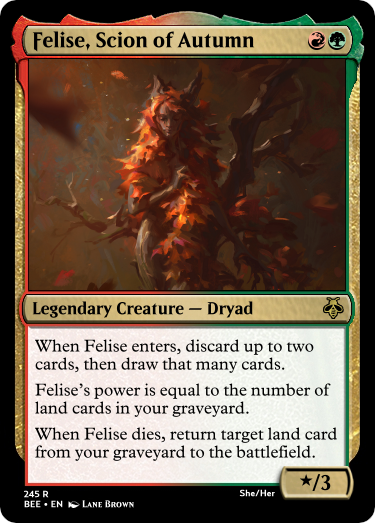 Felise, Scion of Autumn
Legendary Creature — Dryad
When Felise enters, discard up to two
cards, then draw that many cards.
Felise's power is equal to the number of
land cards in your graveyard.
When Felise dies, return target land card
from your graveyard to the battlefield.
★/3
245 R
She/Her
BEE • EN Lane Brown